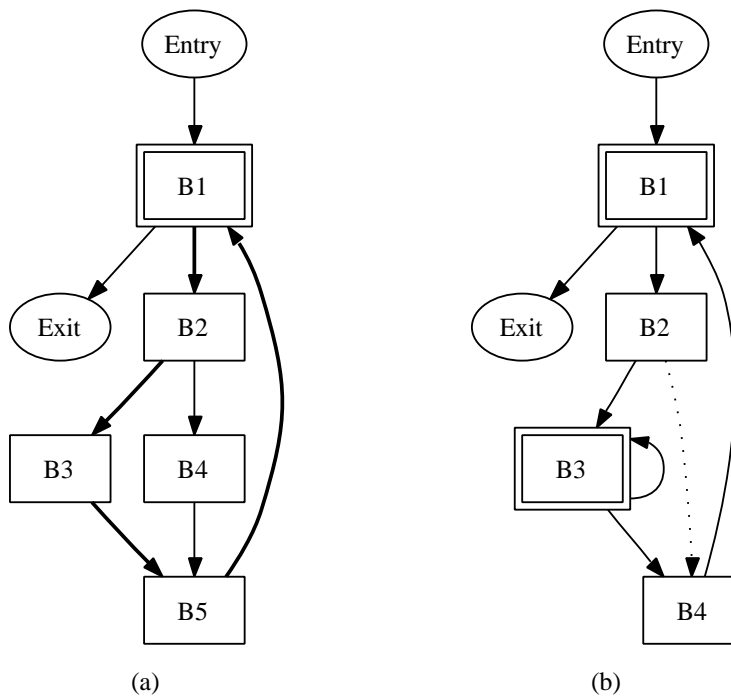 Entry Entry
B1 B1
Exit B2 Exit B2
B3 B4 B3
B5 B4
(a) (b)